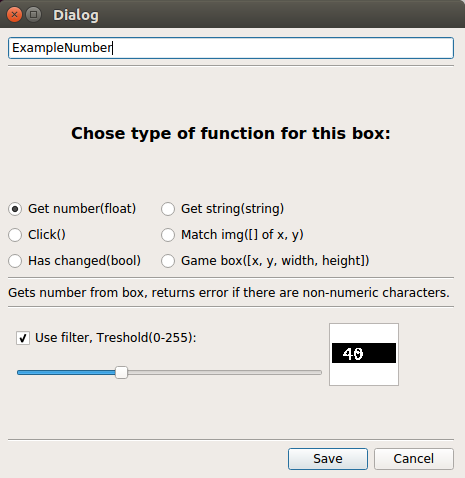 Dialog
ExampleNumber
Chose type of function for this box:
Get number(float) Get string(string)
Click() Match img([] of x, y)
Has changed(bool) Game box([x, y, width, height])
Gets number from box, returns error if there are non-numeric characters.
Use filter, Treshold(0-255):
40
Save Cancel